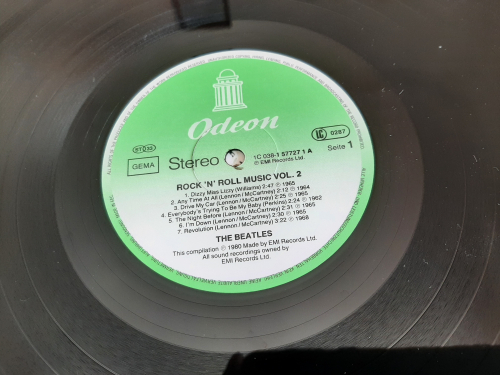 Odeon
ST 33
GEMA
Stereo
1C 038-1 57727 1 A
℗ EMI Records Ltd.
LC 0287
Seite 1
ROCK 'N' ROLL MUSIC VOL. 2
1. Dizzy Miss Lizzy (Williams) 2:47 ℗ 1965
2. Any Time At All (Lennon / McCartney) 2:12 ℗ 1964
3. Drive My Car (Lennon / McCartney) 2:25 ℗ 1965
4. Everybody's Trying To Be My Baby (Perkins) 2:24 ℗ 1962
5. The Night Before (Lennon / McCartney) 2:30 ℗ 1965
6. I'm Down (Lennon / McCartney) 2:30 ℗ 1965
7. Revolution (Lennon / McCartney) 3:22 ℗ 1968
THE BEATLES
This compilation ℗ 1980 Made by EMI Records Ltd.
All sound recordings owned by
EMI Records Ltd.